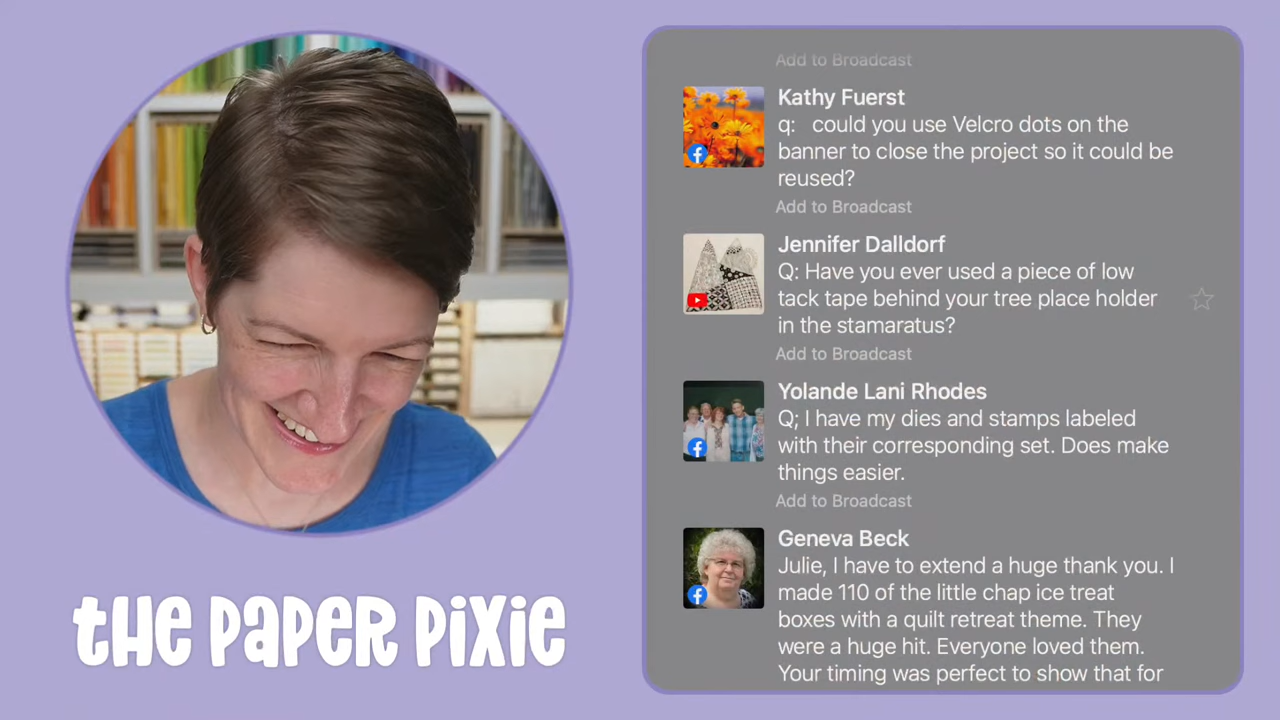 Add to Broadcast
Kathy Fuerst
q: could you use Velcro dots on the
banner to close the project so it could be
reused?
Add to Broadcast
Jennifer Dalldorf
Q: Have you ever used a piece of low
tack tape behind your tree place holder
in the stamaratus?
Add to Broadcast
Yolande Lani Rhodes
Q; I have my dies and stamps labeled
with their corresponding set. Does make
things easier.
Add to Broadcast
Geneva Beck
Julie, I have to extend a huge thank you. I
made 110 of the little chap ice treat
boxes with a quilt retreat theme. They
were a huge hit. Everyone loved them.
Your timing was perfect to show that for
the paper pixie